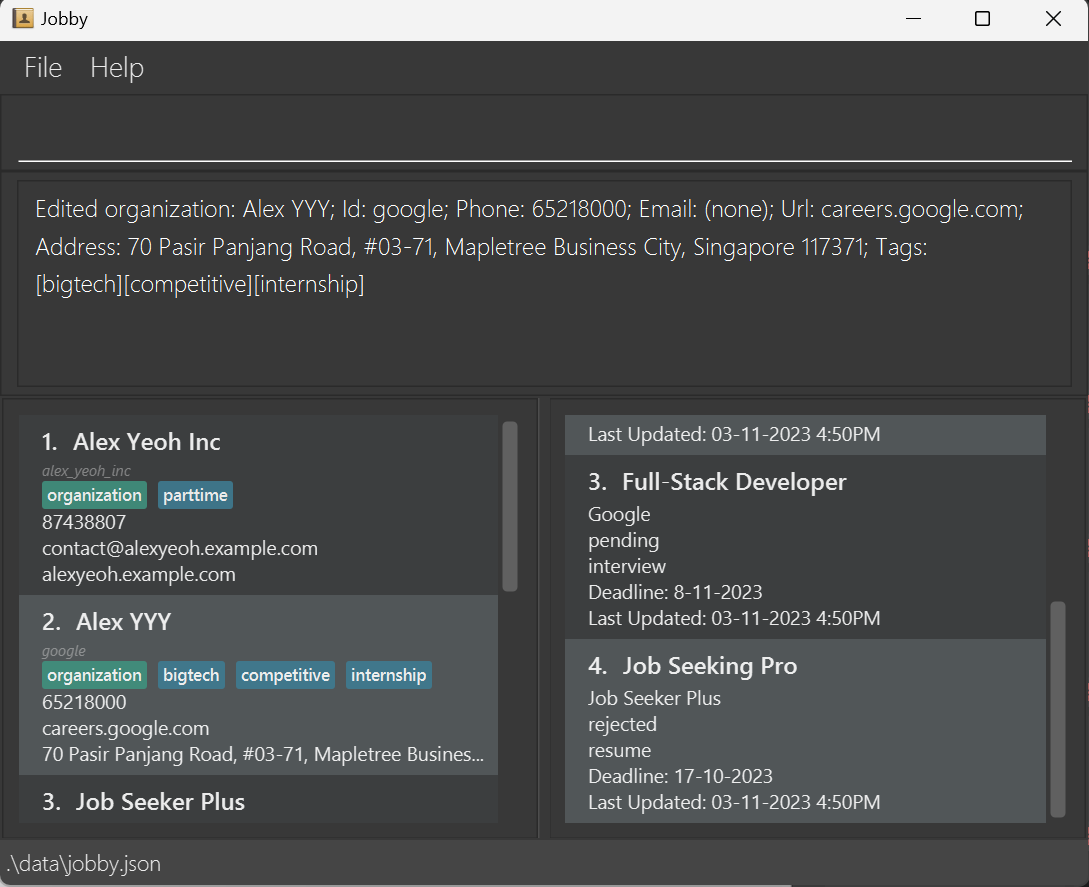 Jobby
File Help
Edited organization: Alex YYY; Id: google; Phone: 65218000; Email: (none); Url: careers.google.com;
Address: 70 Pasir Panjang Road, #03-71, Mapletree Business City, Singapore 117371; Tags:
[bigtech][competitive][internship]
1. Alex Yeoh Inc
alex_yeoh_inc
organization parttime
87438807
contact@alexyeoh.example.com
alexyeoh.example.com
2. Alex YYY
google
organization bigtech competitive internship
65218000
careers.google.com
70 Pasir Panjang Road, #03-71, Mapletree Busines...
3. Job Seeker Plus
Last Updated: 03-11-2023 4:50PM
3. Full-Stack Developer
Google
pending
interview
Deadline: 8-11-2023
Last Updated: 03-11-2023 4:50PM
4. Job Seeking Pro
Job Seeker Plus
rejected
resume
Deadline: 17-10-2023
Last Updated: 03-11-2023 4:50PM
.\data\jobby.json